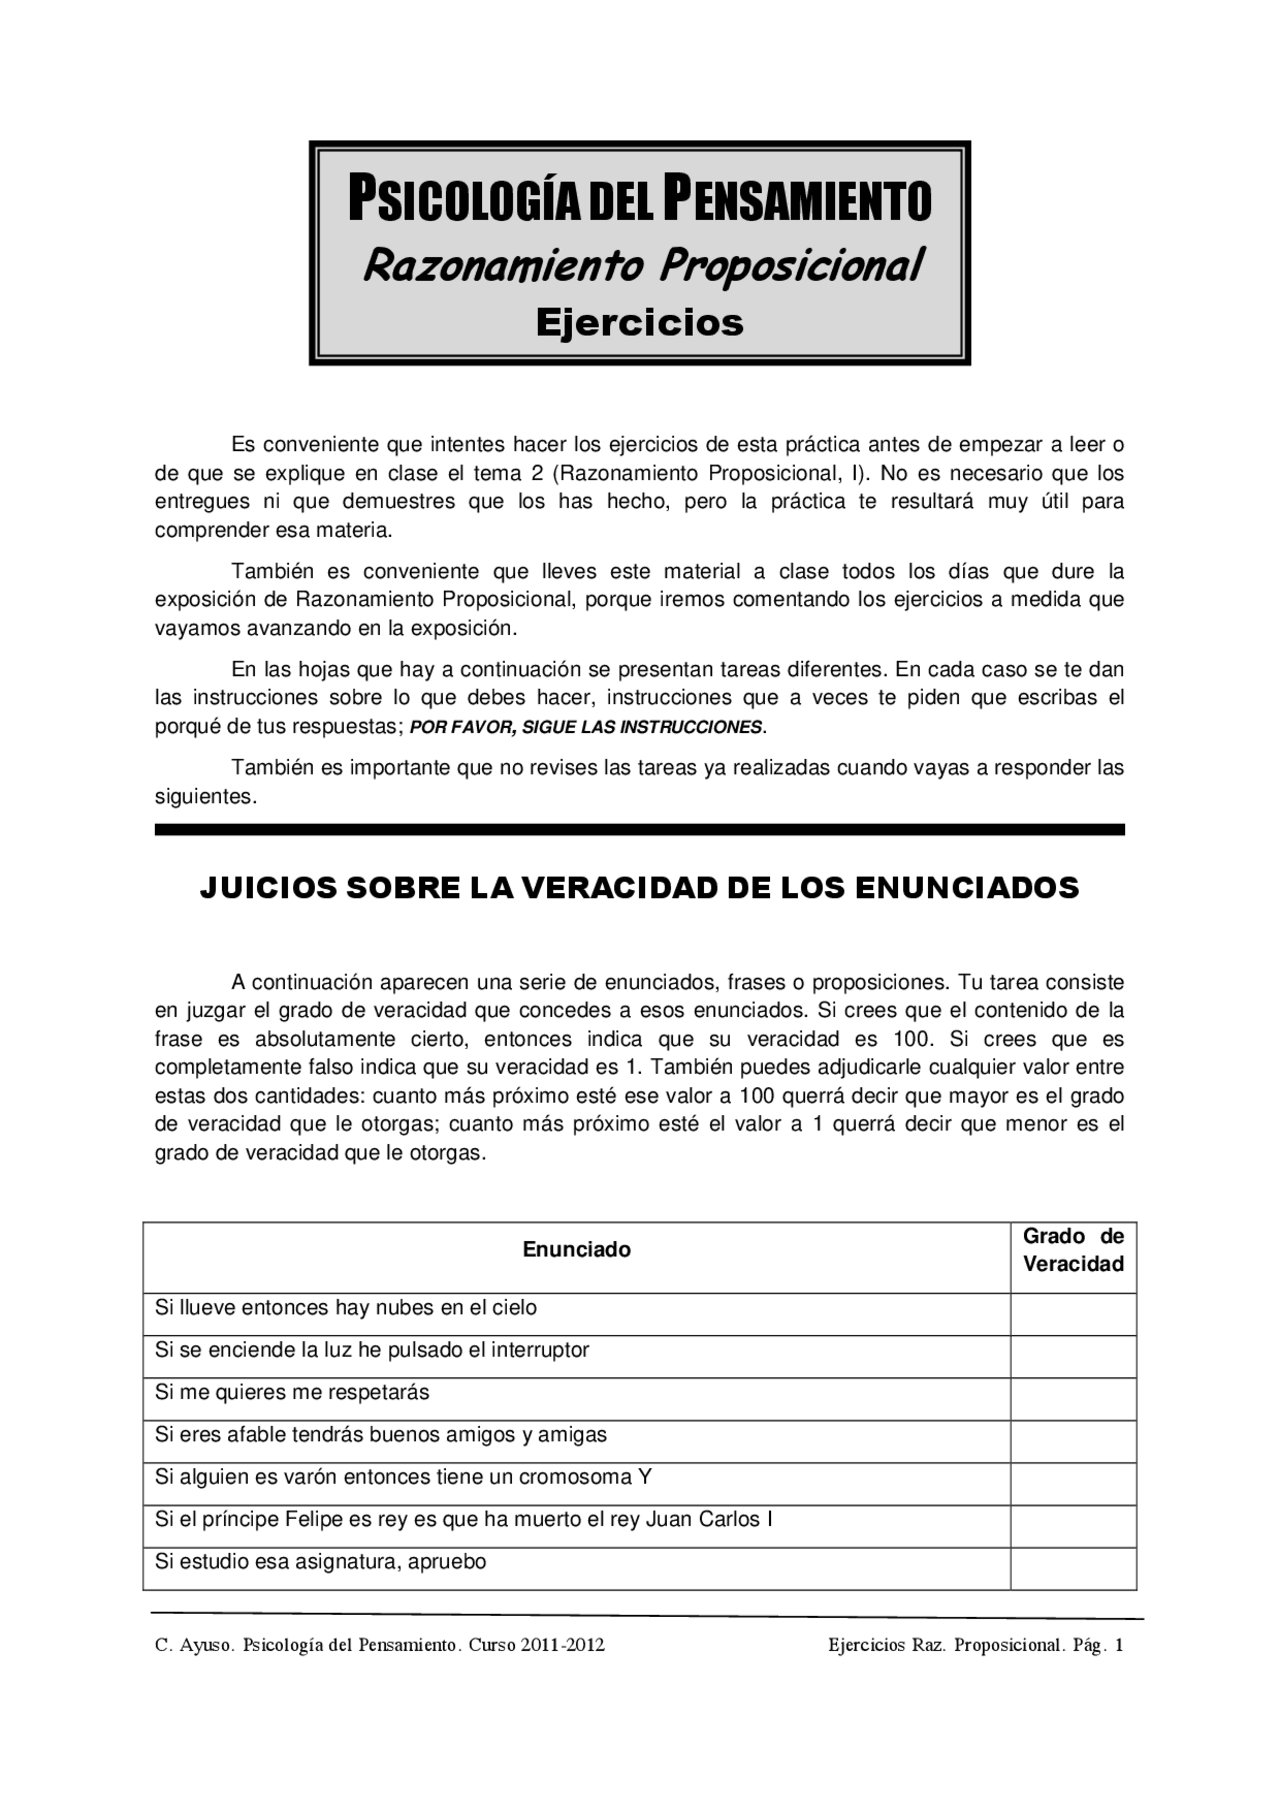 PSICOLOGÍA DEL PENSAMIENTO
Razonamiento Proposicional
Ejercicios
Es conveniente que intentes hacer los ejercicios de esta práctica antes de empezar a leer o
de que se explique en clase el tema 2 (Razonamiento Proposicional, I). No es necesario que los
entregues ni que demuestres que los has hecho, pero la práctica te resultará muy útil para
comprender esa materia.
También es conveniente que lleves este material a clase todos los días que dure la
exposición de Razonamiento Proposicional, porque iremos comentando los ejercicios a medida que
vayamos avanzando en la exposición.
En las hojas que hay a continuación se presentan tareas diferentes. En cada caso se te dan
las instrucciones sobre lo que debes hacer, instrucciones que a veces te piden que escribas el
porqué de tus respuestas; POR FAVOR, SIGUE LAS INSTRUCCIONES.
También es importante que no revises las tareas ya realizadas cuando vayas a responder las
siguientes.
JUICIOS SOBRE LA VERACIDAD DE LOS ENUNCIADOS
A continuación aparecen una serie de enunciados, frases o proposiciones. Tu tarea consiste
en juzgar el grado de veracidad que concedes a esos enunciados. Si crees que el contenido de la
frase es absolutamente cierto, entonces indica que su veracidad es 100. Si crees que es
completamente falso indica que su veracidad es 1. También puedes adjudicarle cualquier valor entre
estas dos cantidades: cuanto más próximo esté ese valor a 100 querrá decir que mayor es el grado
de veracidad que le otorgas; cuanto más próximo esté el valor a 1 querrá decir que menor es el
grado de veracidad que le otorgas.
Enunciado
Grado de
Veracidad
Si llueve entonces hay nubes en el cielo
Si se enciende la luz he pulsado el interruptor
Si me quieres me respetarás
Si eres afable tendrás buenos amigos y amigas
Si alguien es varón entonces tiene un cromosoma Y
Si el príncipe Felipe es rey es que ha muerto el rey Juan Carlos I
Si estudio esa asignatura, apruebo
C. Ayuso. Psicología del Pensamiento. Curso 2011-2012
Ejercicios Raz. Proposicional. Pág. 1